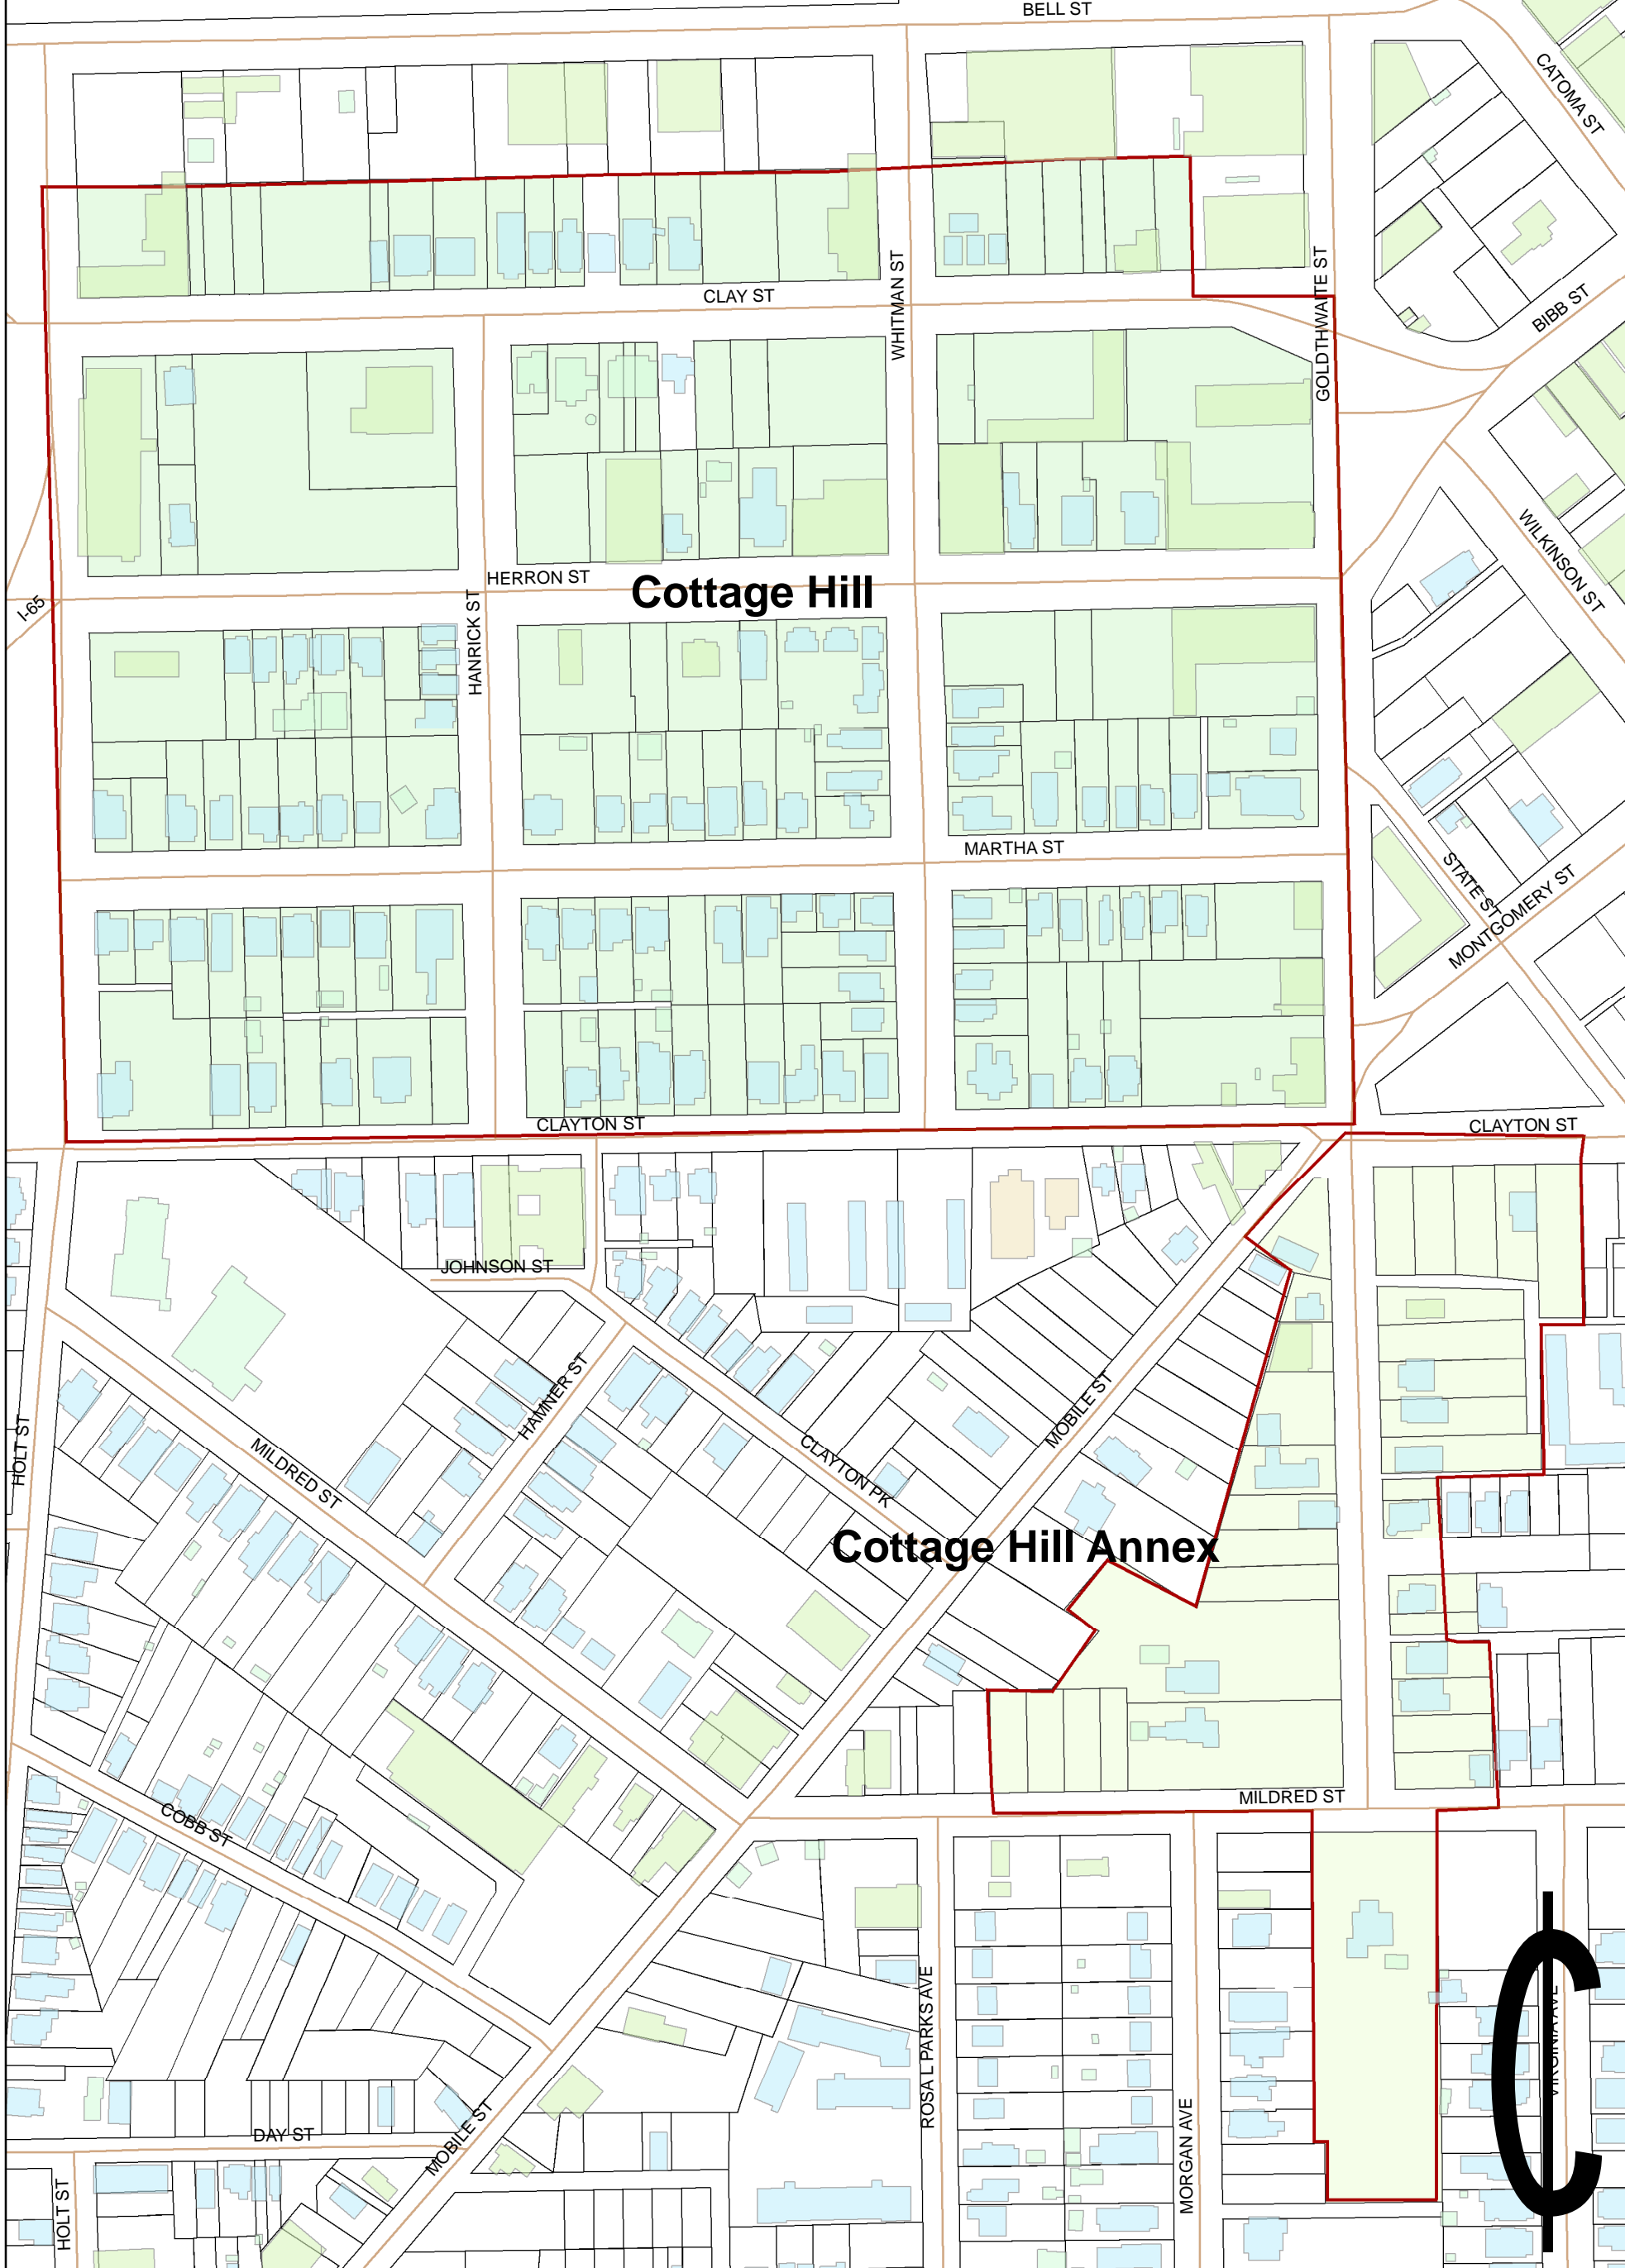 BELL ST
CATOMA ST
WHITMAN ST
GOLDTHWAITE ST
CLAY ST
BIBB ST
WILKINSON ST
I-65
HERRON ST
Cottage Hill
HANRICK ST
MARTHA ST
STATE ST
MONTGOMERY ST
CLAYTON ST
CLAYTON ST
JOHNSON ST
HAMNER ST
MOBILE ST
HOLT ST
MILDRED ST
CLAYTON PK
Cottage Hill Annex
MILDRED ST
COBB ST
ROSA L PARKS AVE
VIRGINIA AVE
DAY ST
MOBILE ST
MORGAN AVE
HOLT ST